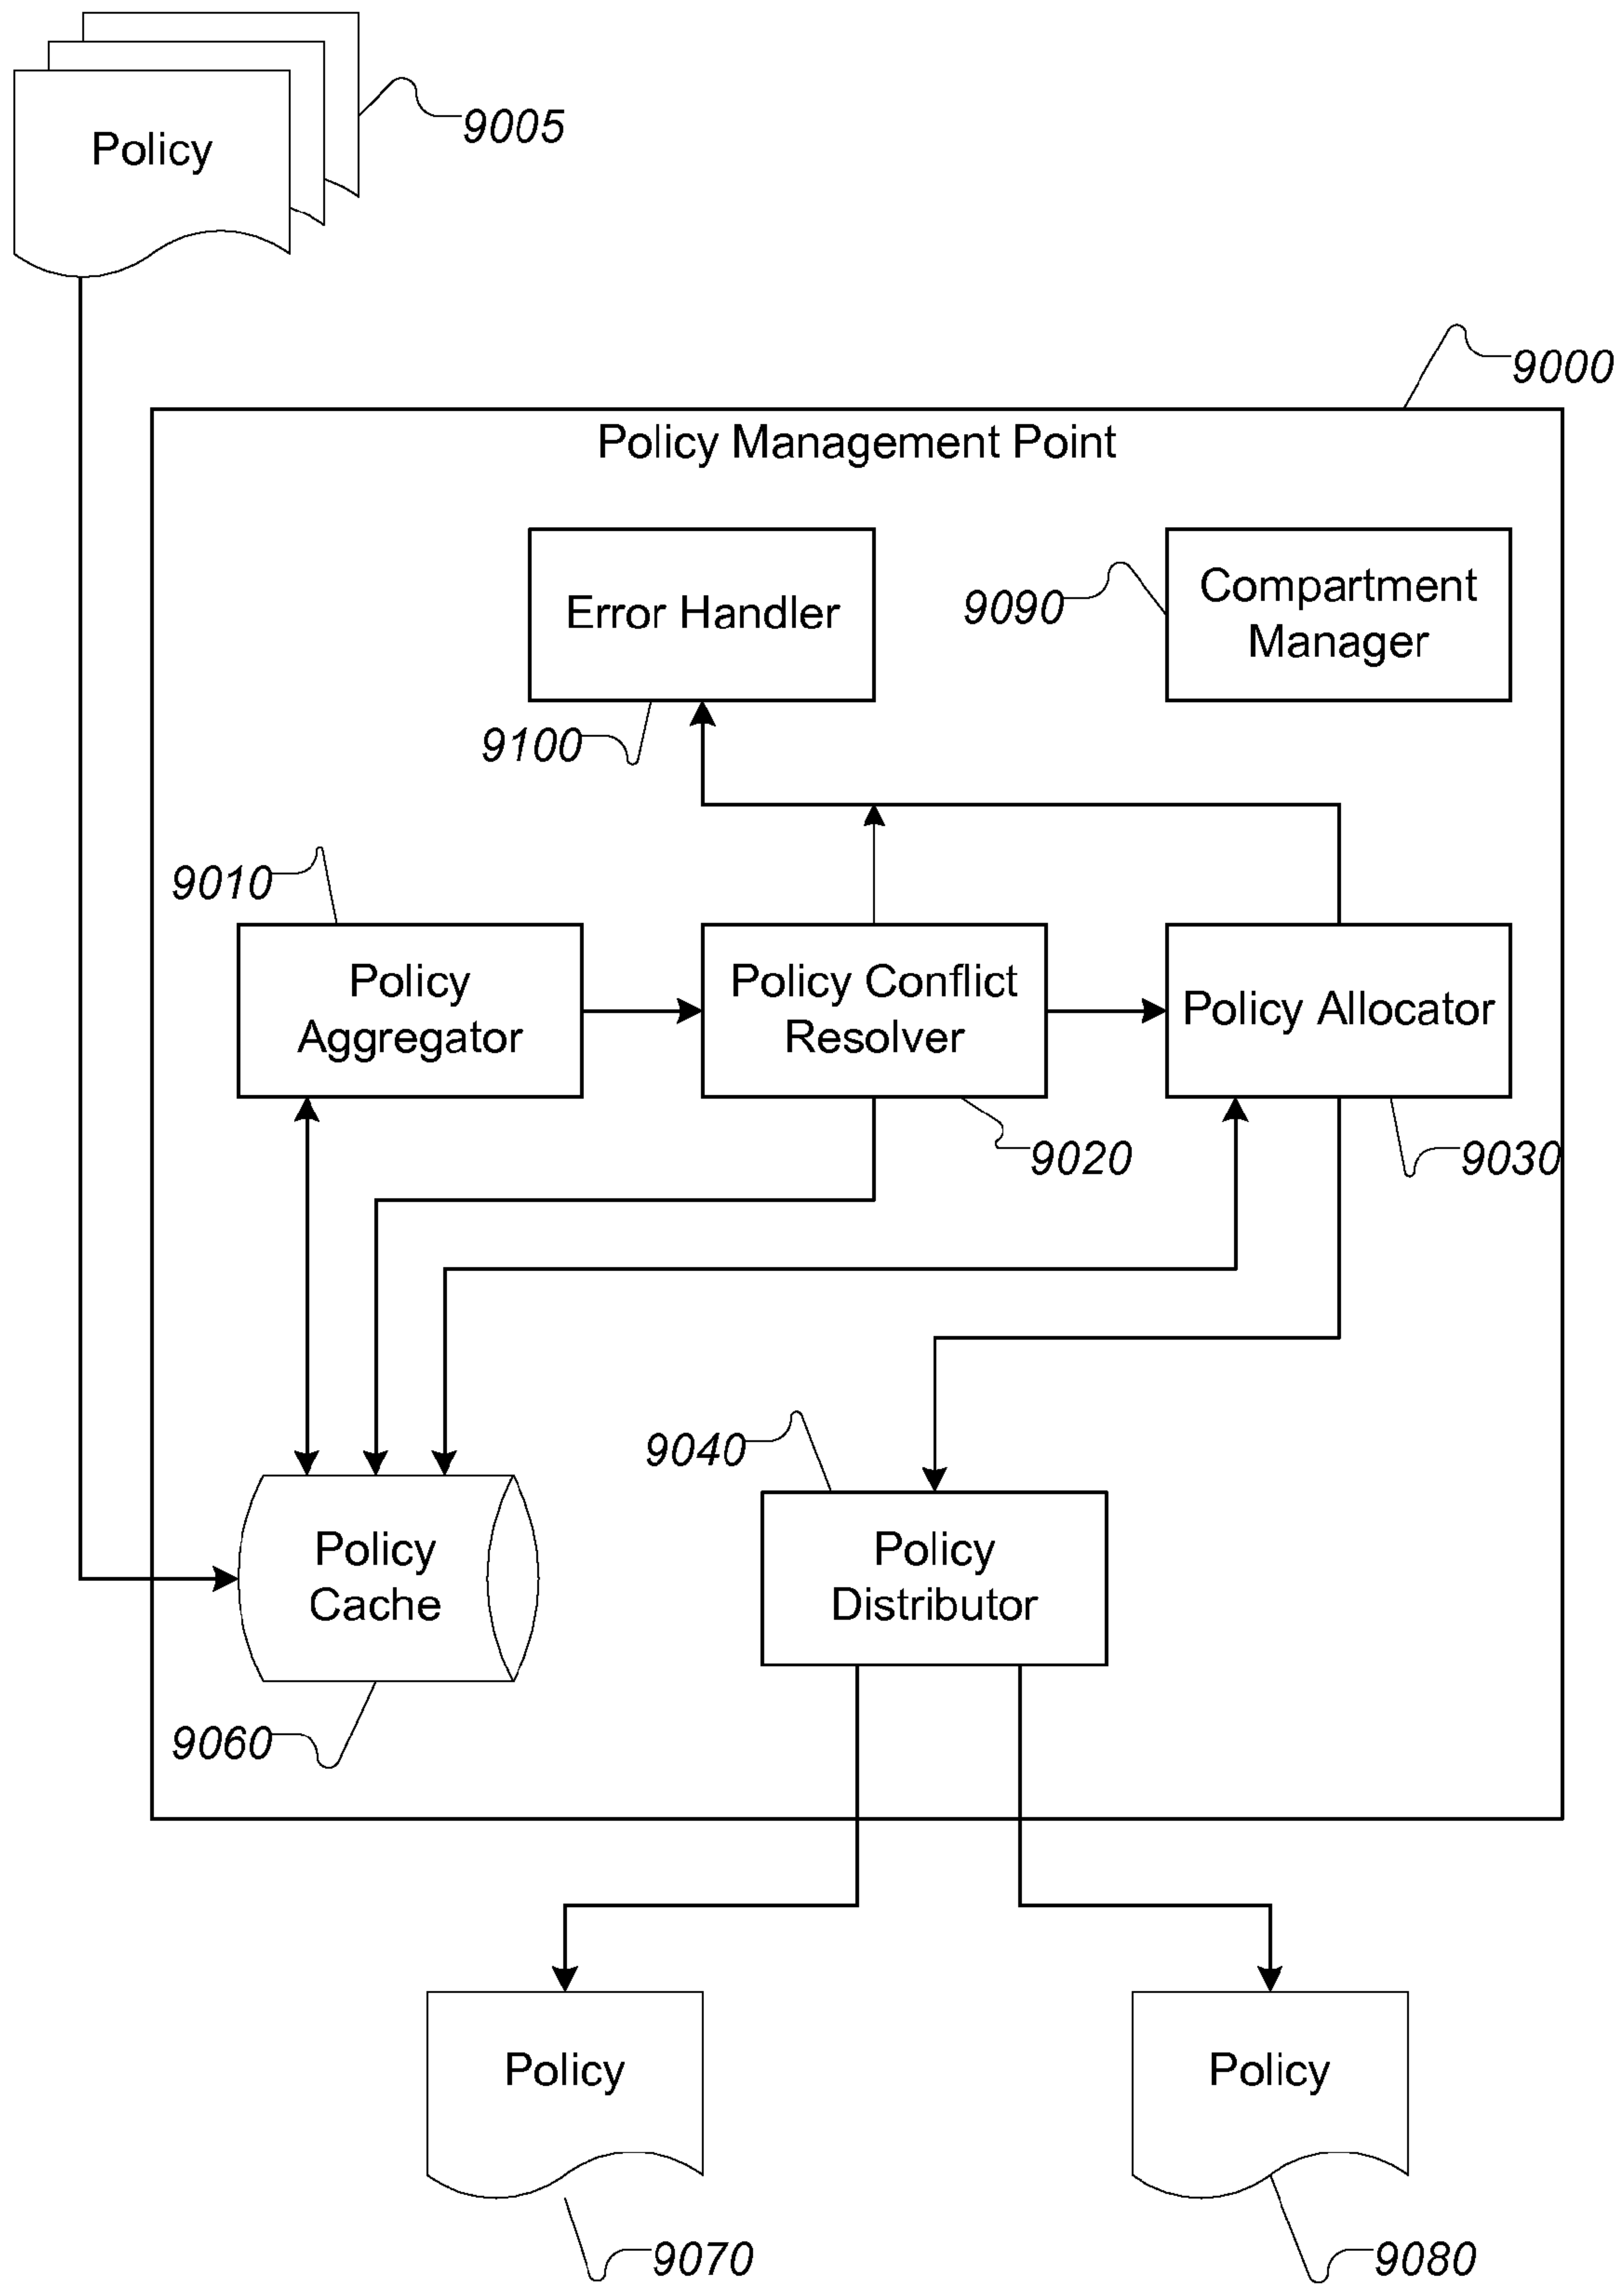 Policy
9005
9000
Policy Management Point
Error Handler
9090
Compartment
Manager
9100
9010
Policy
Aggregator
Policy Conflict
Resolver
Policy Allocator
9020
9030
9040
Policy
Cache
Policy
Distributor
9060
Policy
Policy
9070
9080